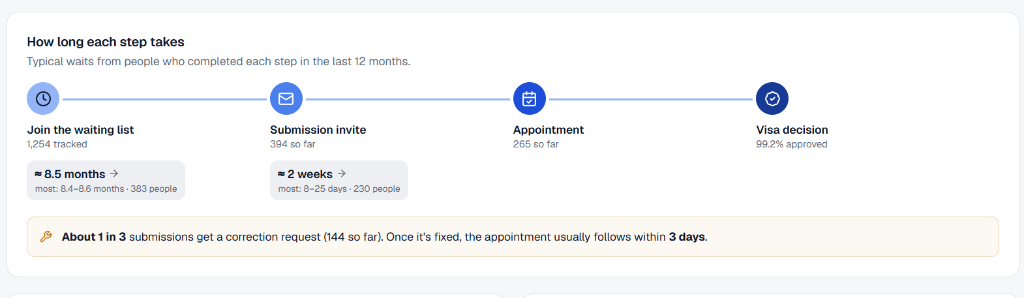 How long each step takes
Typical waits from people who completed each step in the last 12 months.
Join the waiting list
1,254 tracked
≈ 8.5 months →
most: 8.4–8.6 months · 383 people
Submission invite
394 so far
≈ 2 weeks →
most: 8–25 days · 230 people
Appointment
265 so far
Visa decision
99.2% approved
About 1 in 3 submissions get a correction request (144 so far). Once it's fixed, the appointment usually follows within 3 days.